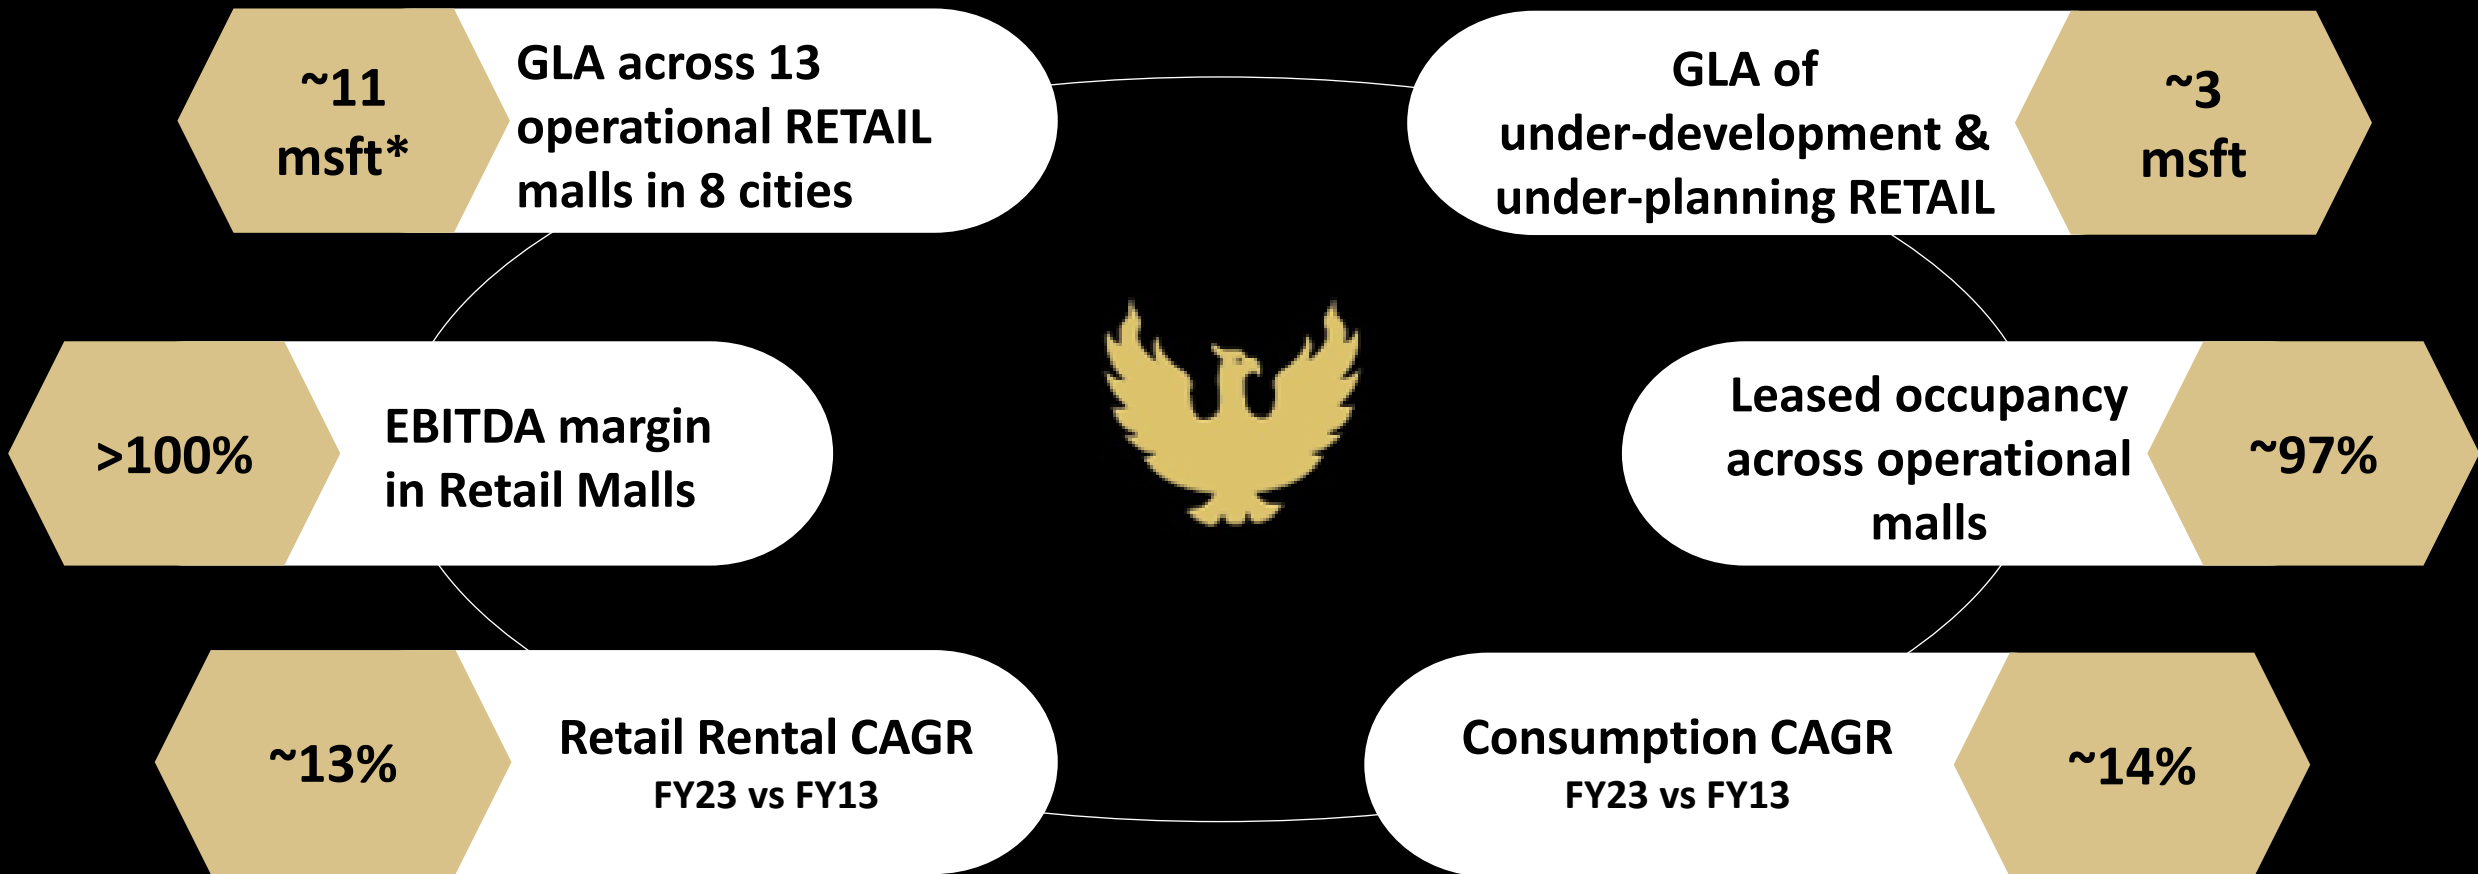 ~11
msft*
GLA across 13
operational RETAIL
malls in 8 cities
GLA of
under-development &
under-planning RETAIL
~3
msft
>100%
EBITDA margin
in Retail Malls
Leased occupancy
across operational
malls
~97%
~13%
Retail Rental CAGR
FY23 vs FY13
Consumption CAGR
FY23 vs FY13
~14%